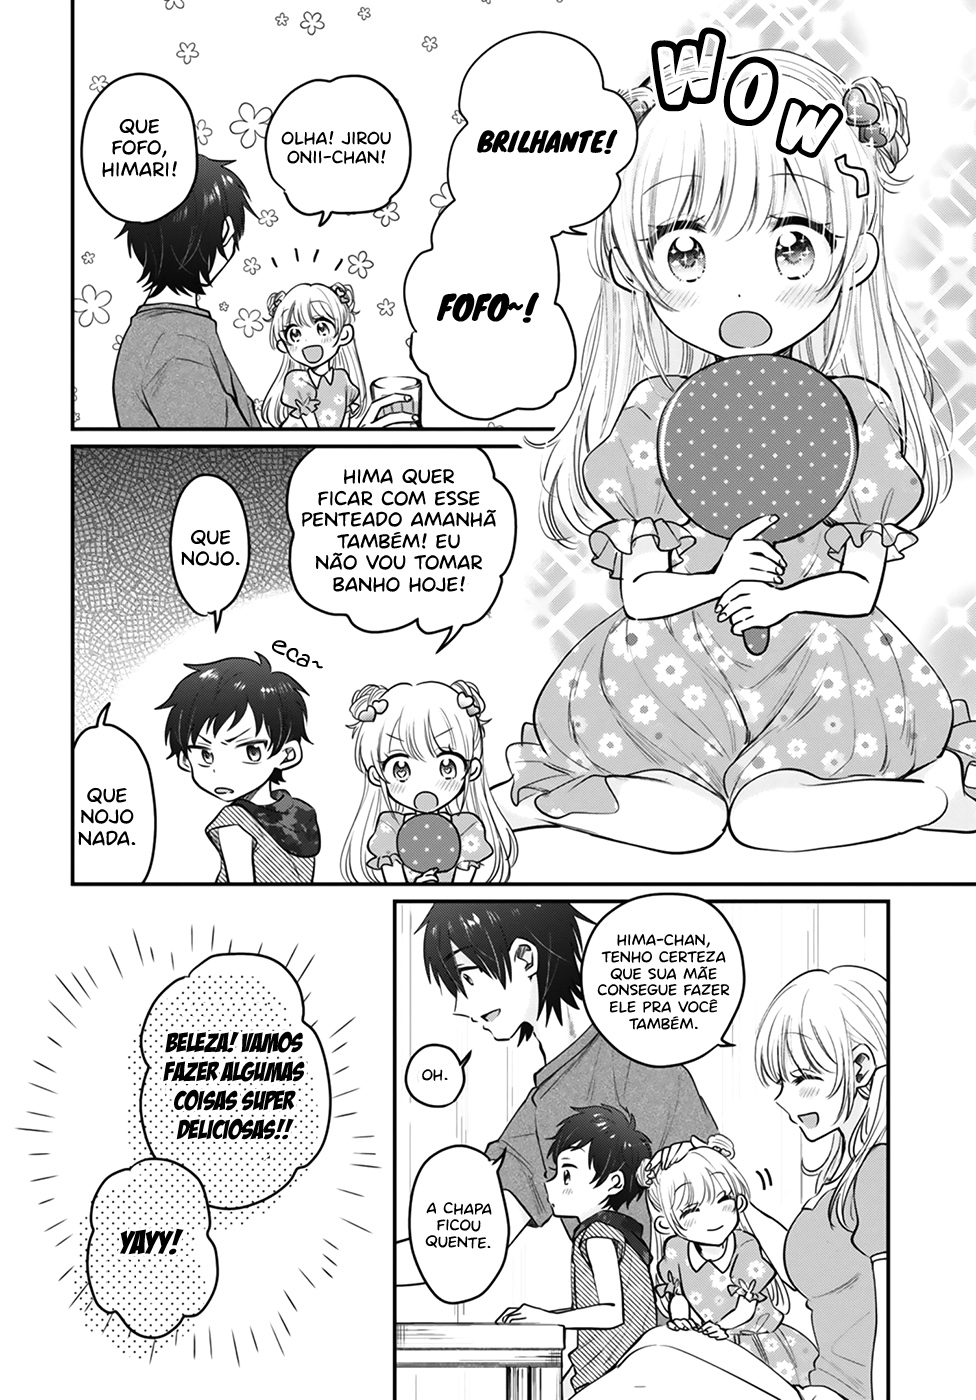 WOW
BRILHANTE!
FOFO~!
OLHA! JIROU
ONII-CHAN!
QUE
FOFO,
HIMARI!
HIMA QUER
FICAR COM ESSE
PENTEADO AMANHÃ
TAMBÉM! EU
NÃO VOU TOMAR
BANHO HOJE!
QUE
NOJO.
eca~
QUE
NOJO
NADA.
HIMA-CHAN,
TENHO CERTEZA
QUE SUA MÃE
CONSEGUE FAZER
ELE PRA VOCÊ
TAMBÉM.
OH.
A CHAPA
FICOU
QUENTE.
BELEZA! VAMOS
FAZER ALGUMAS
COISAS SUPER
DELICIOSAS!!
YAYY!